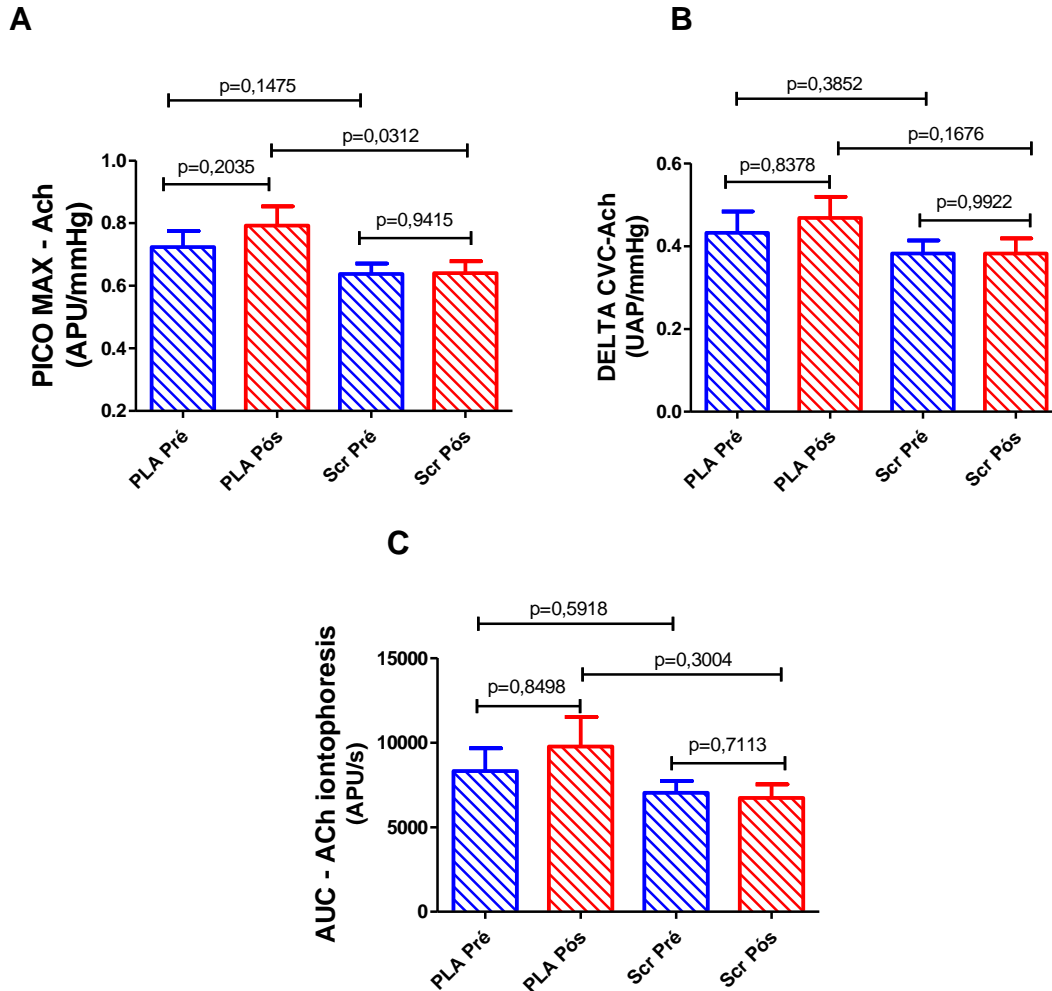 A
p=0,1475
p=0,0312
p=0,2035
p=0,9415
PICO MAX - Ach
(APU/mmHg)
1.0
0.8
0.6
0.4
0.2
PLA Pré
PLA Pós
Scr Pré
Scr Pós
B
p=0,3852
p=0,1676
p=0,8378
p=0,9922
DELTA CVC-Ach
(UAP/mmHg)
0.6
0.4
0.2
0.0
PLA Pré
PLA Pós
Scr Pré
Scr Pós
C
p=0,5918
p=0,3004
p=0,8498
p=0,7113
AUC - ACh iontophoresis
(APU/s)
15000
10000
5000
0
PLA Pré
PLA Pós
Scr Pré
Scr Pós